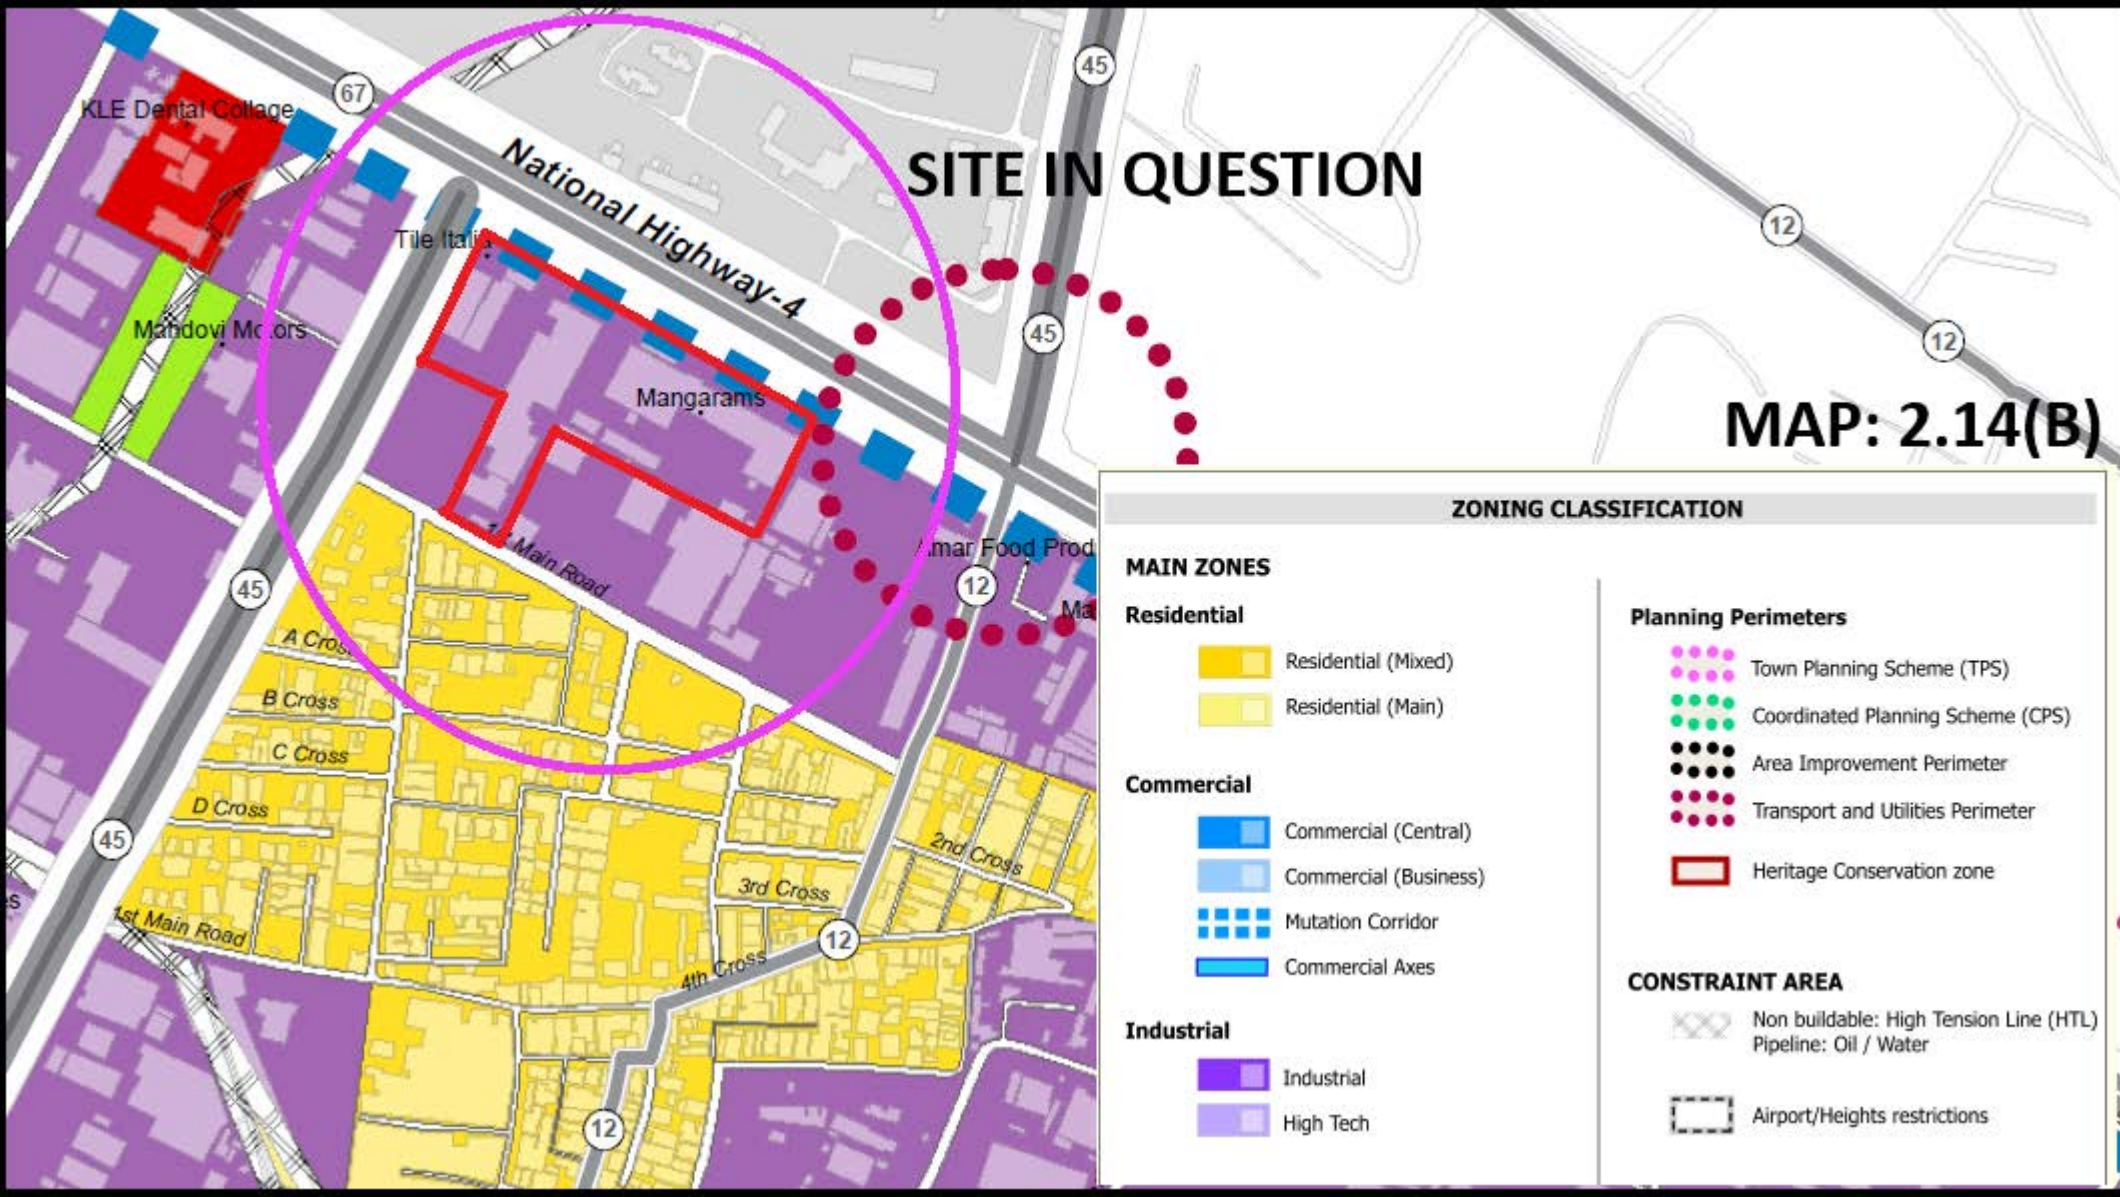 KLE Dental Collage
67
45
National Highway-4
SITE IN QUESTION
12
Tile Italia
Mandovi Motors
45
12
Mangarams
MAP: 2.14(B)
1st Main Road
Amar Food Prod
45
12
Ma
A Cross
B Cross
C Cross
D Cross
45
2nd Cross
3rd Cross
es
1st Main Road
12
4th Cross
12
ZONING CLASSIFICATION
MAIN ZONES
Residential
Residential (Mixed)
Residential (Main)
Commercial
Commercial (Central)
Commercial (Business)
Mutation Corridor
Commercial Axes
Industrial
Industrial
High Tech
Planning Perimeters
Town Planning Scheme (TPS)
Coordinated Planning Scheme (CPS)
Area Improvement Perimeter
Transport and Utilities Perimeter
Heritage Conservation zone
CONSTRAINT AREA
Non buildable: High Tension Line (HTL)
Pipeline: Oil / Water
Airport/Heights restrictions